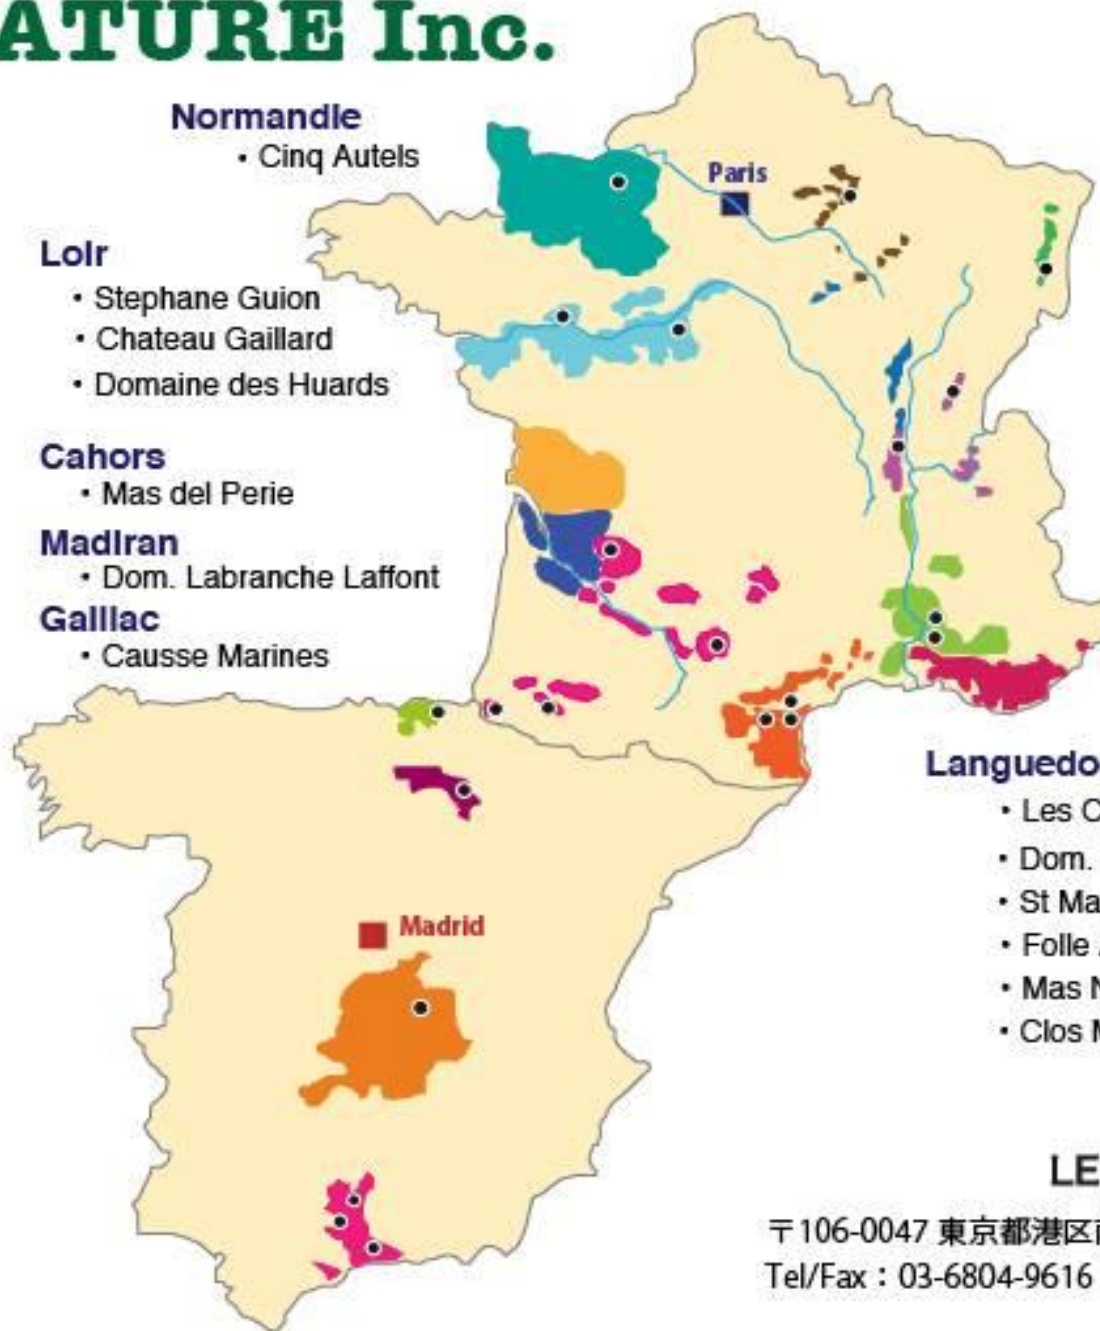 ATURE Inc.
Normandie
・Cinq Autels
Paris
Loir
・Stephane Guion
・Chateau Gaillard
・Domaine des Huards
Cahors
・Mas del Perie
Madiran
・Dom. Labranche Laffont
Gaillac
・Causse Marines
Languedo
・Les C
・Dom.
・St Ma
・Folle
・Mas N
・Clos M
Madrid
LE
〒106-0047 東京都港区南
Tel/Fax：03-6804-9616